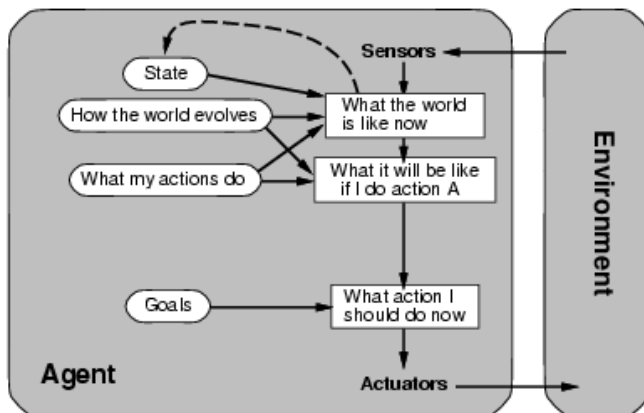 Sensors
State
What the world
is like now
How the world evolves
What it will be like
if I do action A
What my actions do
Goals
What action I
should do now
Agent
Actuators
Environment